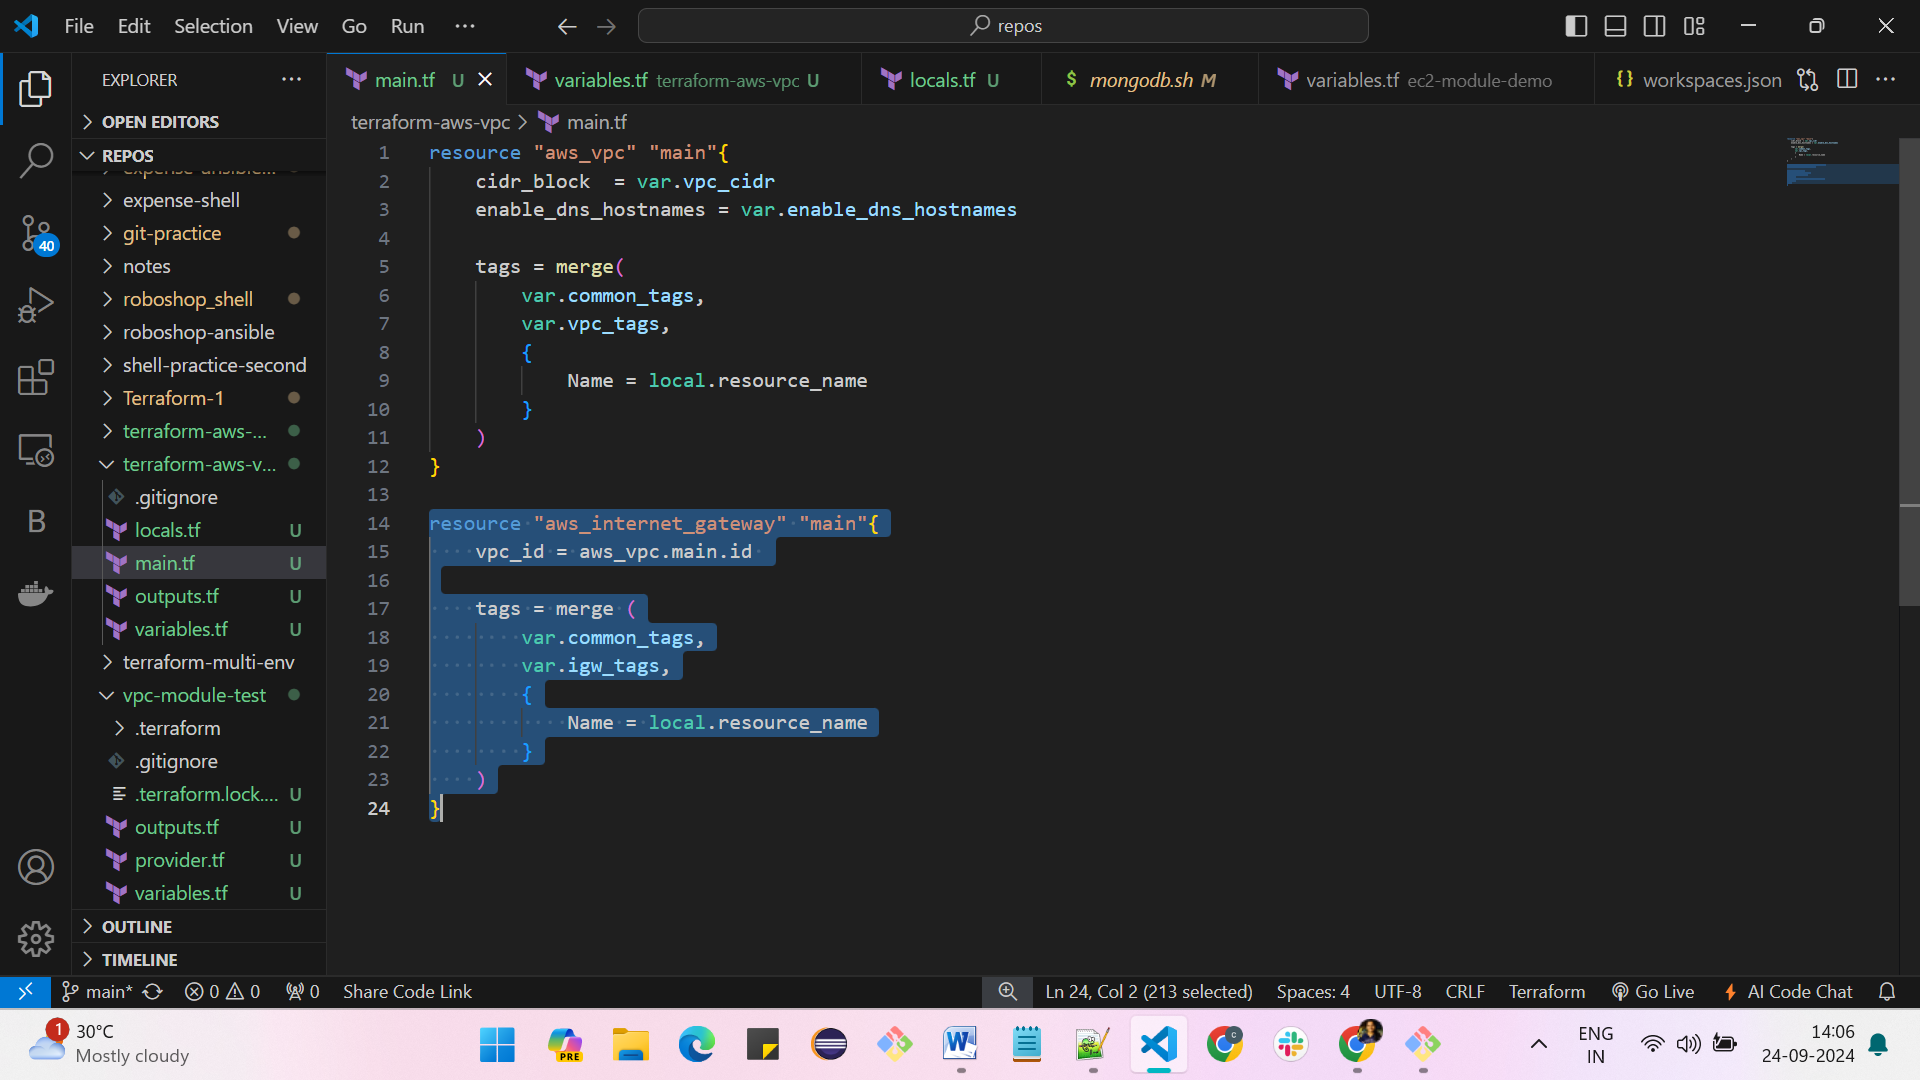 File Edit Selection View Go Run ···
repos
EXPLORER ···
main.tf U
variables.tf terraform-aws-vpc U
locals.tf U
$ mongodb.sh M
variables.tf ec2-module-demo
{} workspaces.json
terraform-aws-vpc > main.tf
OPEN EDITORS
REPOS
expense-ansible...
expense-shell
git-practice
notes
roboshop_shell
roboshop-ansible
shell-practice-second
Terraform-1
terraform-aws-...
terraform-aws-v...
.gitignore
locals.tf U
main.tf U
outputs.tf U
variables.tf U
terraform-multi-env
vpc-module-test
.terraform
.gitignore
.terraform.lock.... U
outputs.tf U
provider.tf U
variables.tf U
OUTLINE
TIMELINE
40
B
1 resource "aws_vpc" "main"{
2     cidr_block  = var.vpc_cidr
3     enable_dns_hostnames = var.enable_dns_hostnames
4
5     tags = merge(
6         var.common_tags,
7         var.vpc_tags,
8         {
9             Name = local.resource_name
10         }
11     )
12 }
13
14 resource "aws_internet_gateway" "main"{
15     vpc_id = aws_vpc.main.id
16
17     tags = merge (
18         var.common_tags,
19         var.igw_tags,
20         {
21             Name = local.resource_name
22         }
23     )
24 }
main* 0 0 0 Share Code Link
Ln 24, Col 2 (213 selected) Spaces: 4 UTF-8 CRLF Terraform Go Live AI Code Chat
1 30°C
Mostly cloudy
PRE
W
C
ENG
IN
14:06
24-09-2024